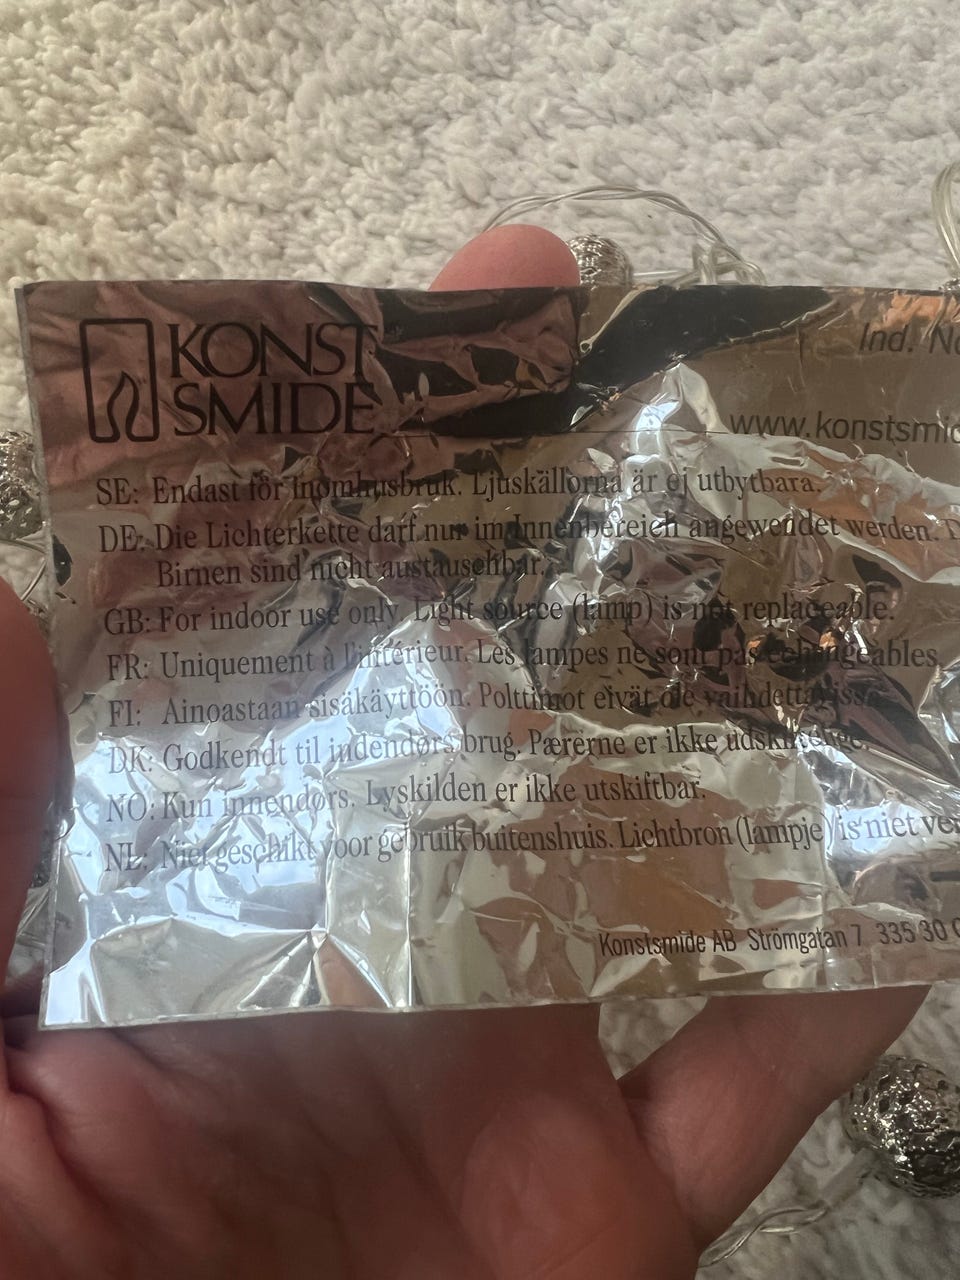 KONST
SMIDE
Ind. No
www.konstsmid
SE: Endast för inomhusbruk. Ljuskällorna är ej utbytbara.
DE: Die Lichterkette darf nur im Innenbereich angewendet werden. D
Birnen sind nicht austauschbar.
GB: For indoor use only. Light source (lamp) is not replaceable.
FR: Uniquement à l'intérieur. Les lampes ne sont pas échangeables.
FI: Ainoastaan sisäkäyttöön. Polttimot eivät ole vaihdettavissa.
DK: Godkendt til indendørs brug. Pærerne er ikke udskiftelige.
NO: Kun innendørs. Lyskilden er ikke utskiftbar.
NL: Niet geschikt voor gebruik buitenshuis. Lichtbron (lampje) is niet ver
Konstsmide AB Strömgatan 7 335 30 G